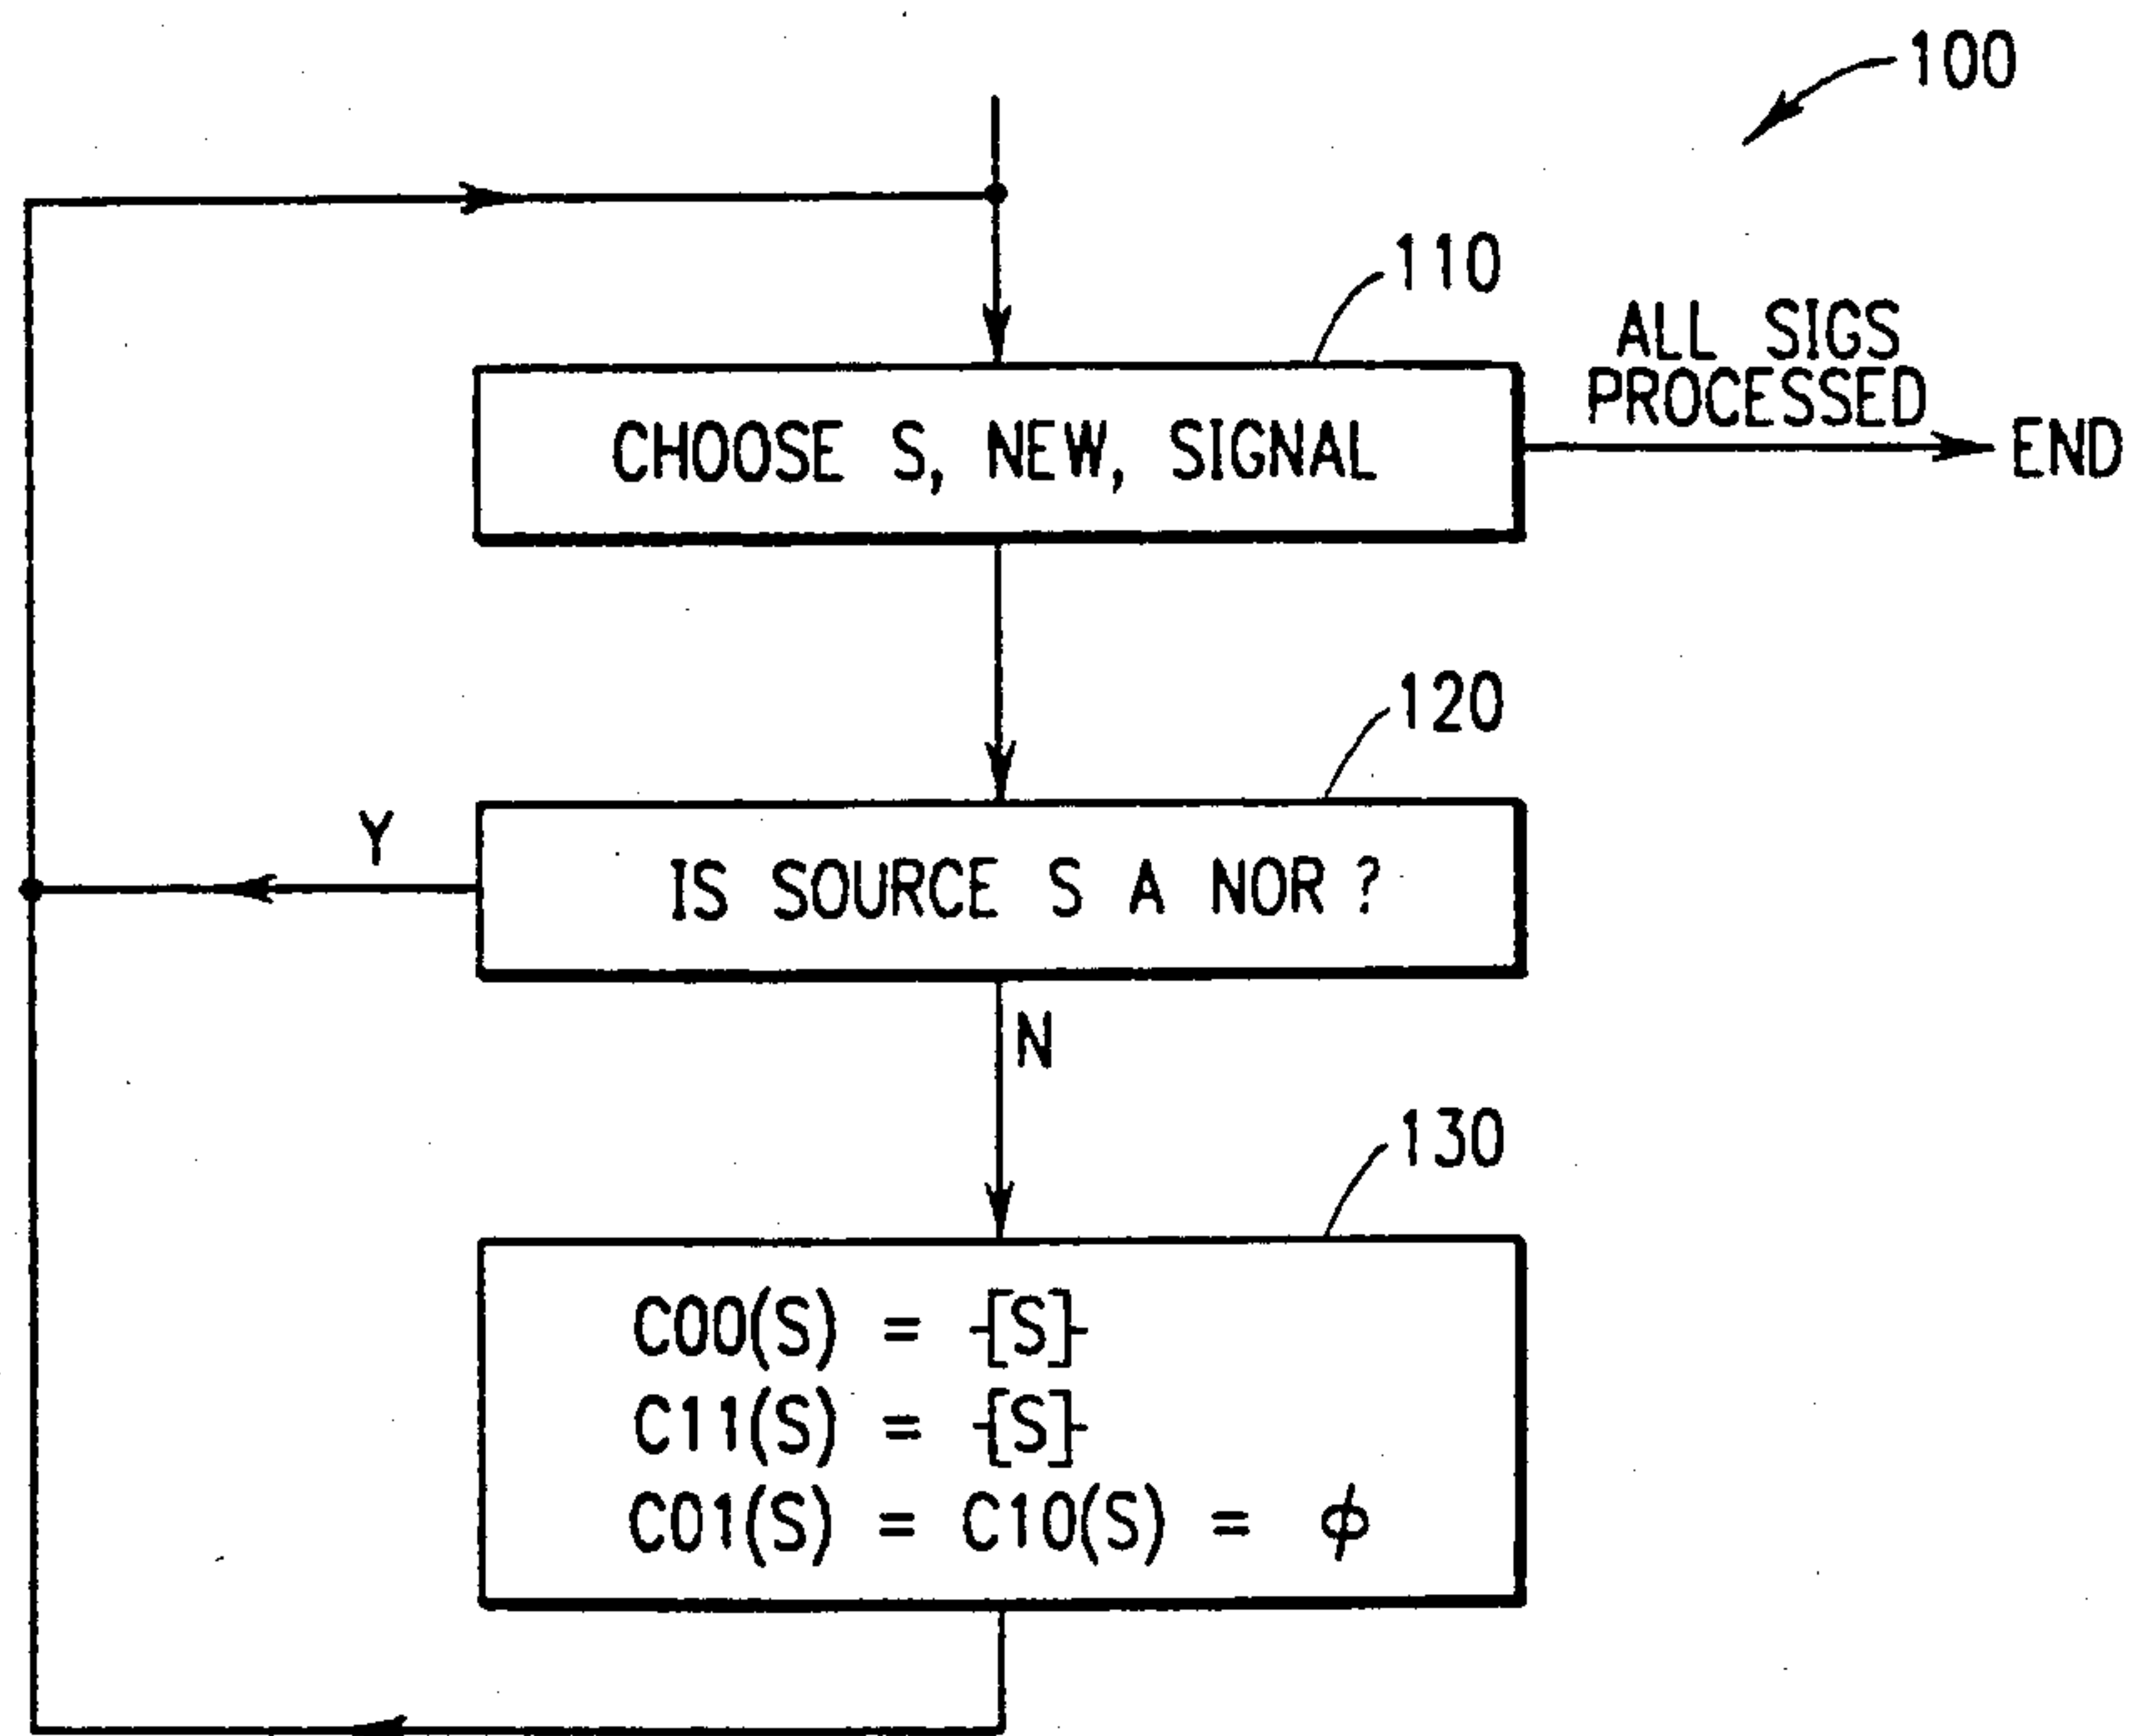 100
110
ALL SIGS
PROCESSED
CHOOSE S, NEW, SIGNAL
END
120
Y
IS SOURCE S A NOR ?
N
130
C00(S) = {S}
C11(S) = {S}
C01(S) = C10(S) = ϕ